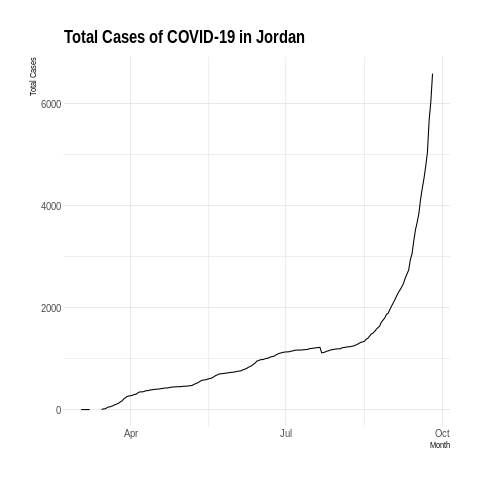 Total Cases of COVID-19 in Jordan
Total Cases
6000
4000
2000
0
Apr
Jul
Oct
Month